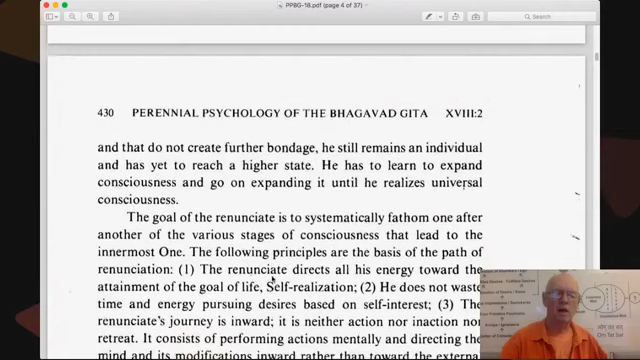 PPBG-18.pdf (page 4 of 37)
Search
430 PERENNIAL PSYCHOLOGY OF THE BHAGAVAD GITA XVIII:2
and that do not create further bondage, he still remains an individual
and has yet to reach a higher state. He has to learn to expand
consciousness and go on expanding it until he realizes universal
consciousness.
The goal of the renunciate is to systematically fathom one after
another of the various stages of consciousness that lead to the
innermost One. The following principles are the basis of the path of
renunciation: (1) The renunciate directs all his energy toward the
attainment of the goal of life, Self-realization; (2) He does not waste
time and energy pursuing desires based on self-interest; (3) The
renunciate's journey is inward; it is neither action nor inaction nor
retreat. It consists of performing actions mentally and directing the
mind and its modifications inward rather than toward the external
Om Tat Sat